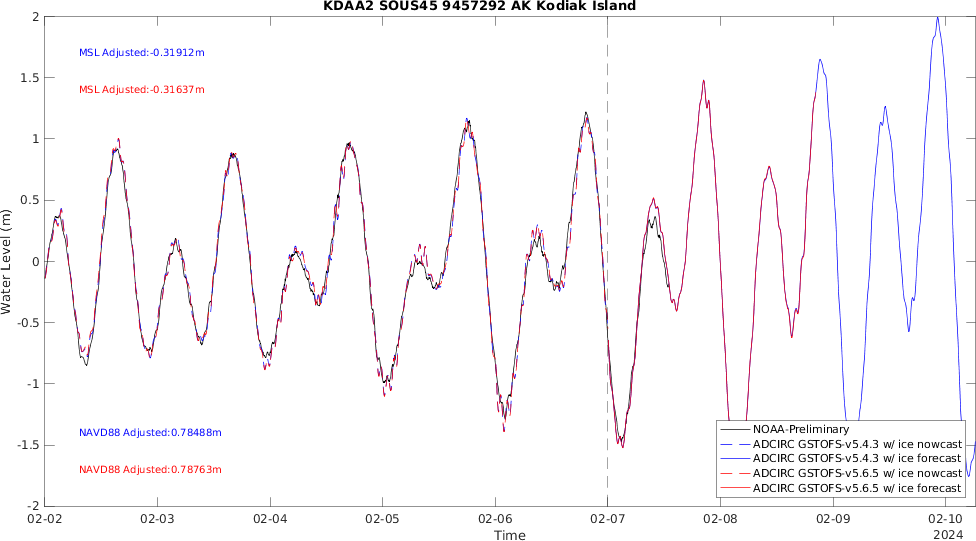 KDAA2 SOUS45 9457292 AK Kodiak Island
2
1.5
1
0.5
0
-0.5
-1
-1.5
-2
Water Level (m)
MSL Adjusted:-0.31912m
MSL Adjusted:-0.31637m
NAVD88 Adjusted:0.78488m
NAVD88 Adjusted:0.78763m
NOAA-Preliminary
ADCIRC GSTOFS-v5.4.3 w/ ice nowcast
ADCIRC GSTOFS-v5.4.3 w/ ice forecast
ADCIRC GSTOFS-v5.6.5 w/ ice nowcast
ADCIRC GSTOFS-v5.6.5 w/ ice forecast
02-02 02-03 02-04 02-05 02-06 02-07 02-08 02-09 02-10
Time
2024